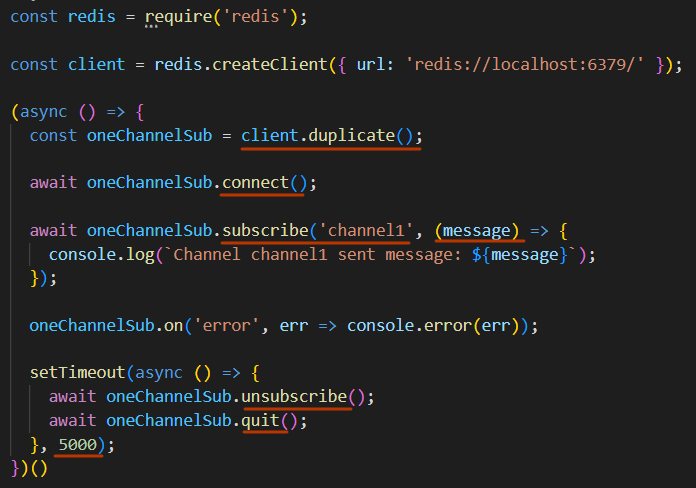 const redis = require('redis');
const client = redis.createClient({ url: 'redis://localhost:6379/' });
(async () => {
  const oneChannelSub = client.duplicate();
  await oneChannelSub.connect();
  await oneChannelSub.subscribe('channel1', (message) => {
    console.log(`Channel channel1 sent message: ${message}`);
  });
  oneChannelSub.on('error', err => console.error(err));
  setTimeout(async () => {
    await oneChannelSub.unsubscribe();
    await oneChannelSub.quit();
  }, 5000);
})()